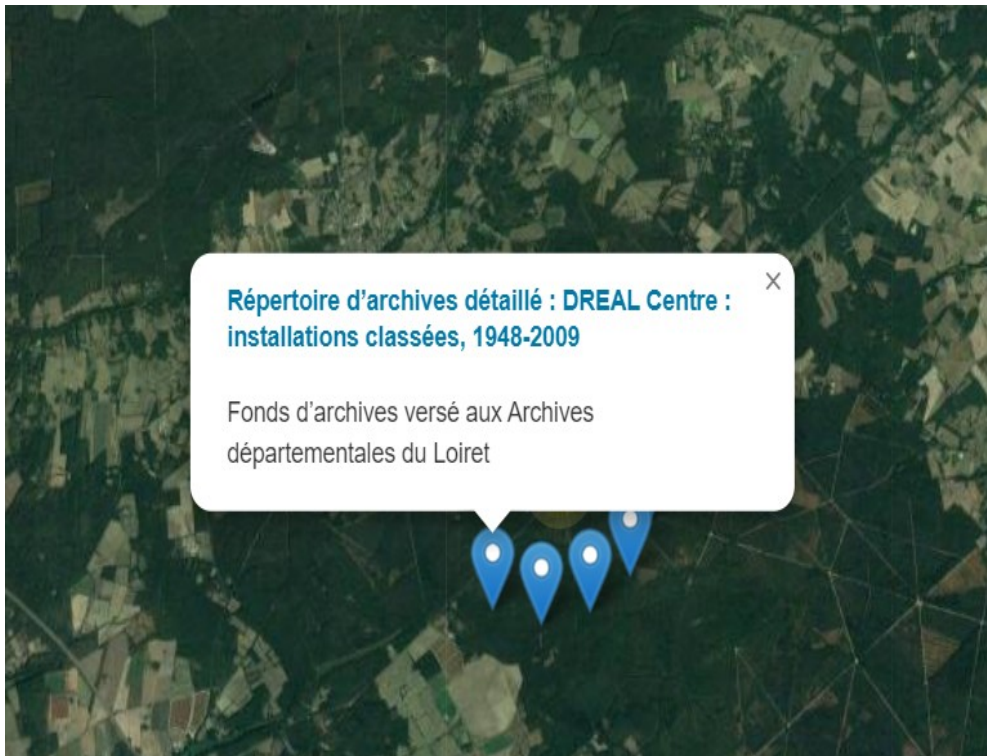 Répertoire d'archives détaillé : DREAL Centre :
installations classées, 1948-2009
Fonds d'archives versé aux Archives
départementales du Loiret